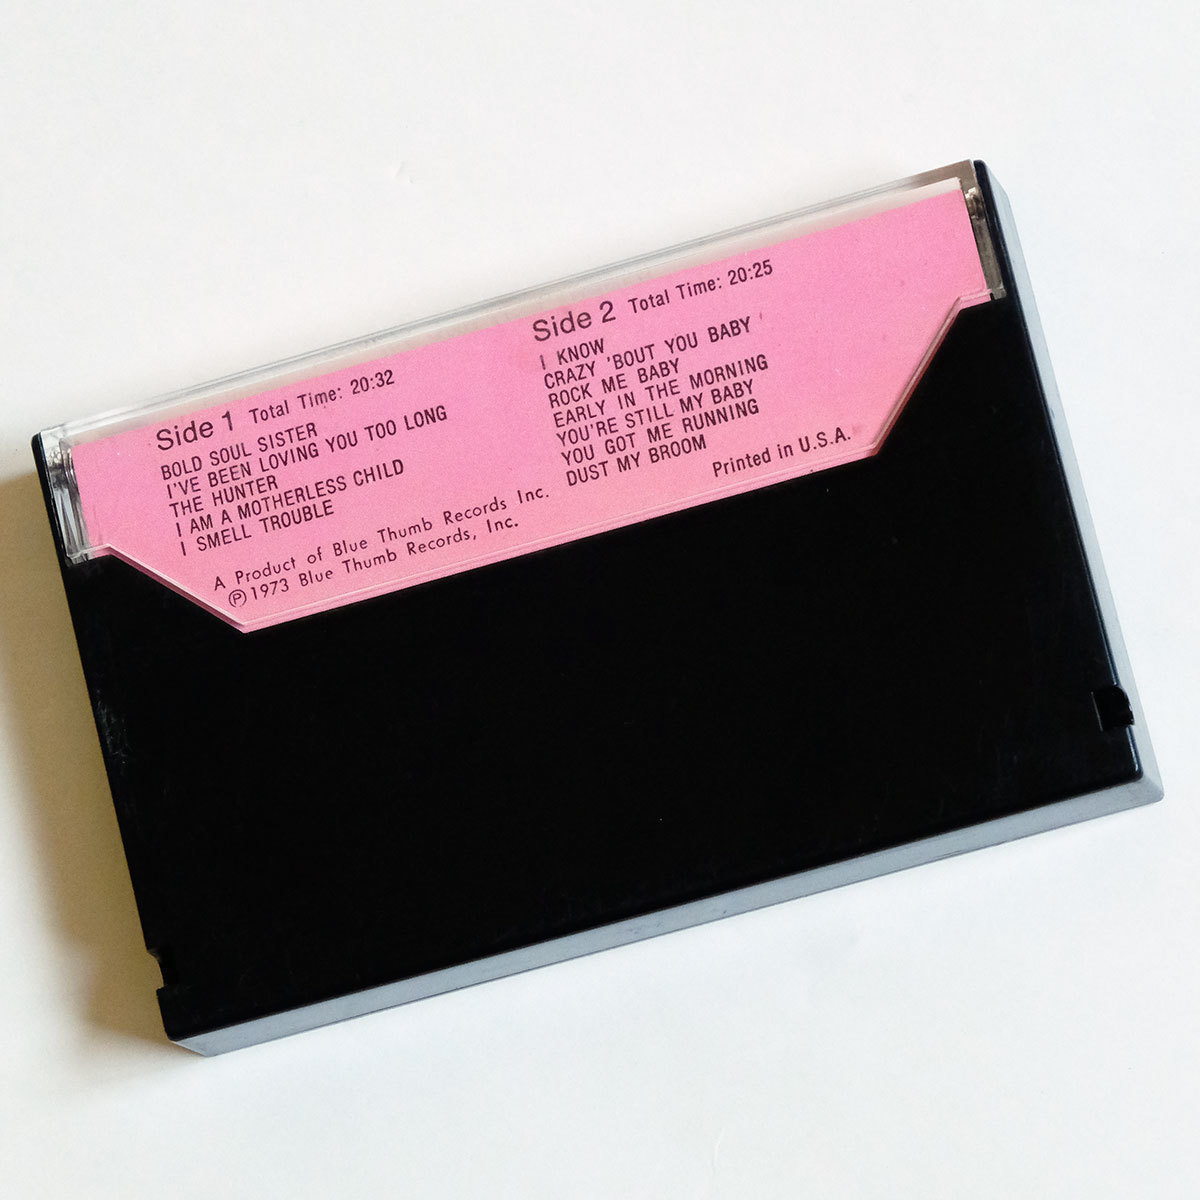 Side 1 Total Time: 20:32
BOLD SOUL SISTER
I'VE BEEN LOVING YOU TOO LONG
THE HUNTER
I AM A MOTHERLESS CHILD
I SMELL TROUBLE
Side 2 Total Time: 20:25
I KNOW
CRAZY 'BOUT YOU BABY
ROCK ME BABY
EARLY IN THE MORNING
YOU'RE STILL MY BABY
YOU GOT ME RUNNING
DUST MY BROOM
A Product of Blue Thumb Records Inc.
℗1973 Blue Thumb Records, Inc.
Printed in U.S.A.